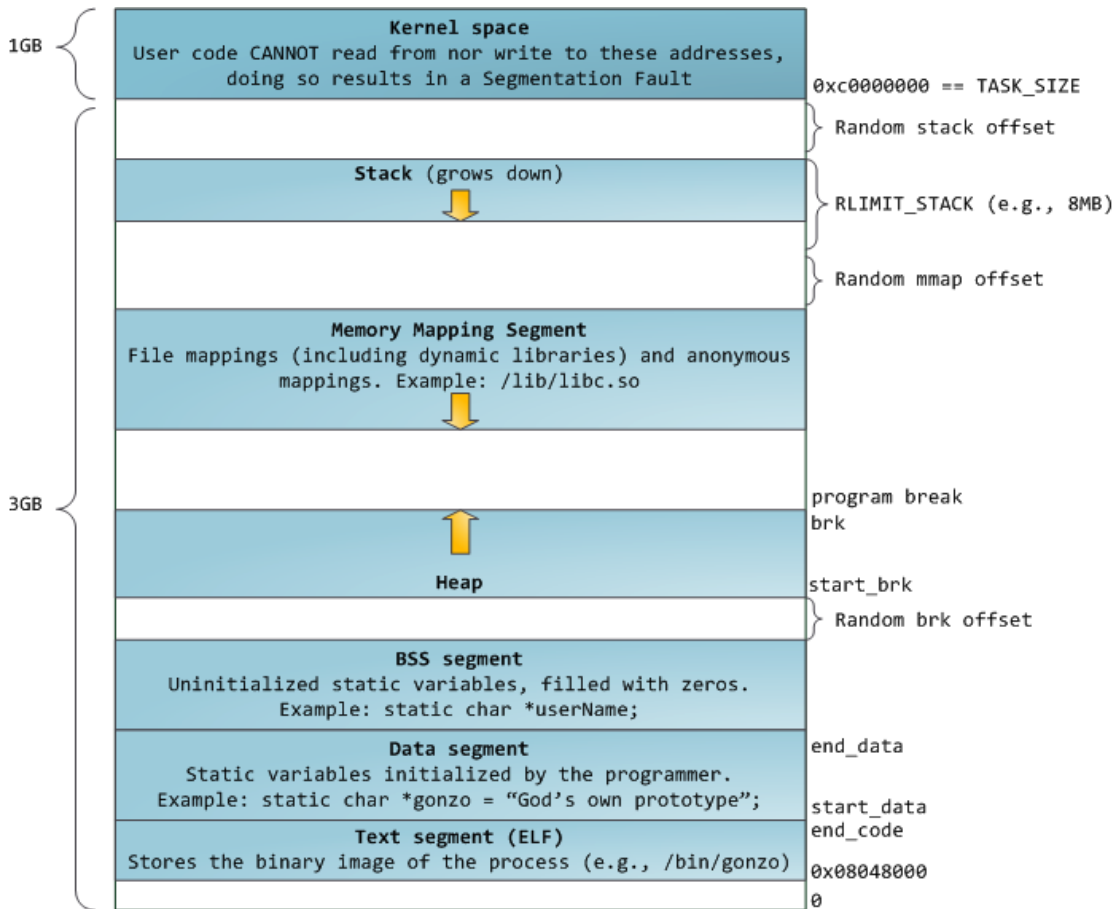 1GB
Kernel space
User code CANNOT read from nor write to these addresses,
doing so results in a Segmentation Fault
0xc0000000 == TASK_SIZE
Random stack offset
Stack (grows down)
RLIMIT_STACK (e.g., 8MB)
Random mmap offset
Memory Mapping Segment
File mappings (including dynamic libraries) and anonymous
mappings. Example: /lib/libc.so
3GB
program break
brk
Heap
start_brk
Random brk offset
BSS segment
Uninitialized static variables, filled with zeros.
Example: static char *userName;
Data segment
Static variables initialized by the programmer.
Example: static char *gonzo = “God’s own prototype”;
end_data
start_data
end_code
Text segment (ELF)
Stores the binary image of the process (e.g., /bin/gonzo)
0x08048000
0